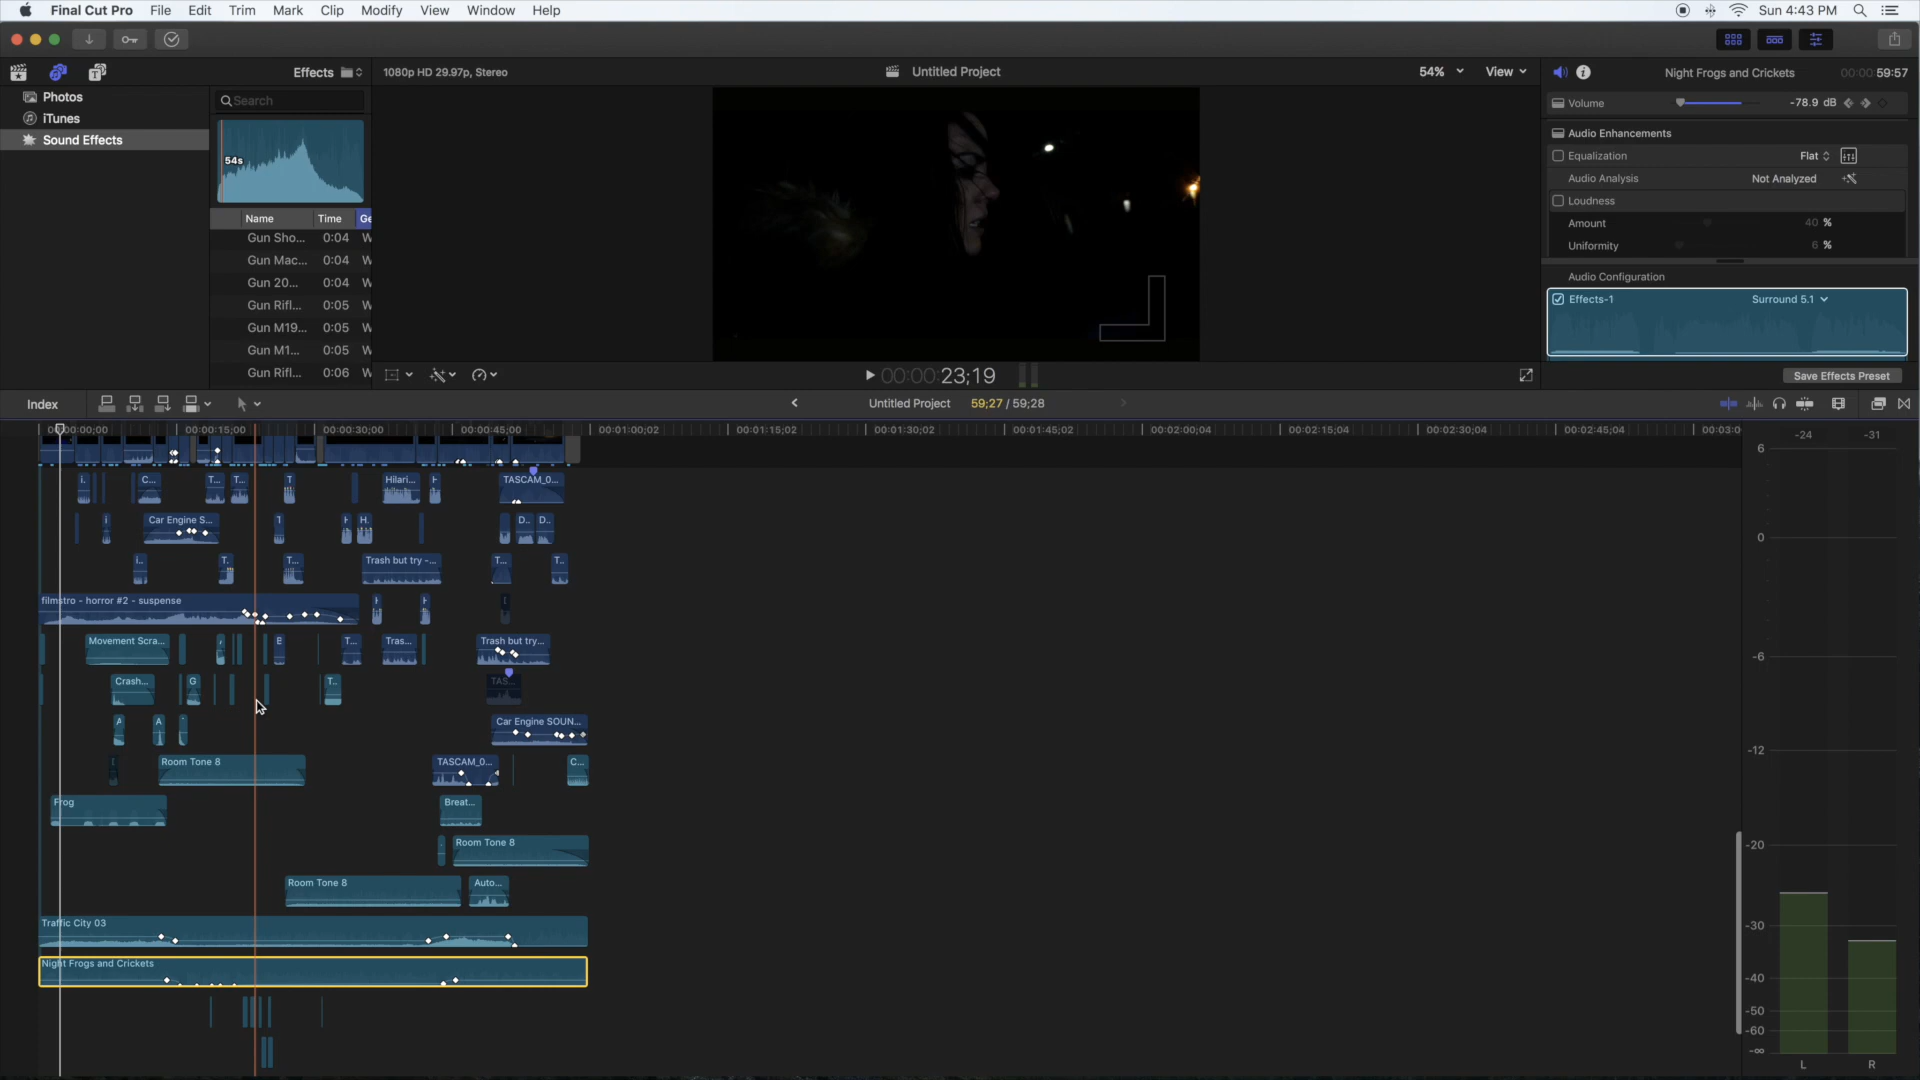 Final Cut Pro File Edit Trim Mark Clip Modify View Window Help Sun 4:43 PM
Effects
1080p HD 29.97p, Stereo
Untitled Project
54% View
Night Frogs and Crickets 00:00:59:57
Photos
iTunes
Sound Effects
Search
54s
Name Time Ge
Gun Sho... 0:04 W
Gun Mac... 0:04 W
Gun 20... 0:04 W
Gun Rifl... 0:05 W
Gun M19... 0:05 W
Gun M1... 0:05 W
Gun Rifl... 0:06 W
Volume -78.9 dB
Audio Enhancements
Equalization Flat
Audio Analysis Not Analyzed
Loudness
Amount 40 %
Uniformity 6 %
Audio Configuration
Effects-1 Surround 5.1
Save Effects Preset
00:00:23;19
Index
Untitled Project 59;27 / 59;28
00:00:00;00 00:00:15;00 00:00:30;00 00:00:45;00 00:01:00;02 00:01:15;02 00:01:30;02 00:01:45;02 00:02:00;04 00:02:15;04 00:02:30;04 00:02:45;04 00:03:0
-24 -31
i. C... T... T... T Hilari... TASCAM_0...
Car Engine S... H. D.. D..
i.. T. T... Trash but try -... T... T..
filmstro - horror #2 - suspense
Movement Scra... E T... Tras... Trash but try...
Crash... G T.. TAS...
A A Car Engine SOUN...
Room Tone 8 TASCAM_0... C...
Frog Breat...
Room Tone 8
Room Tone 8 Auto...
Traffic City 03
Night Frogs and Crickets
6
0
-6
-12
-20
-30
-40
-50
-60
-∞
L R